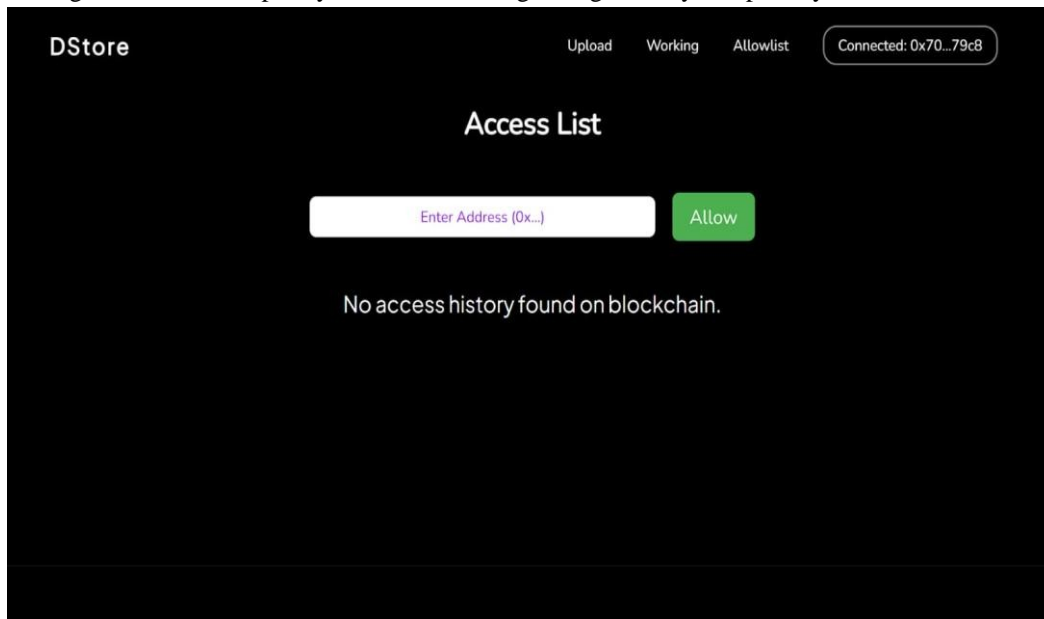 DStore
Upload Working Allowlist Connected: 0x70...79c8
Access List
Enter Address (0x...) Allow
No access history found on blockchain.